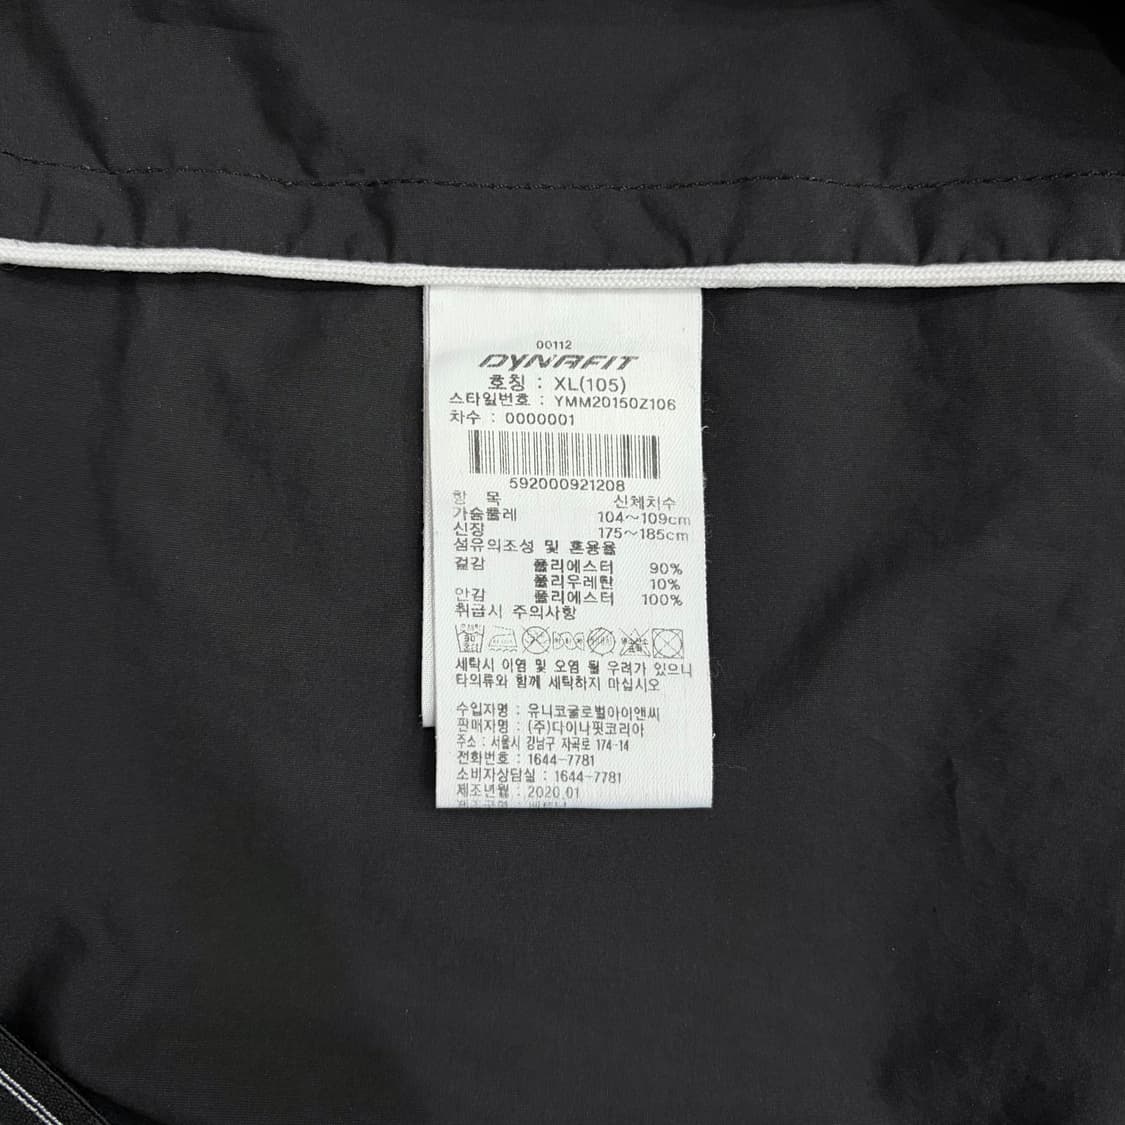 00112
DYNAFIT
호칭 : XL(105)
스타일번호 : YMM20150Z106
차수 : 0000001
592000921208
항 목 신체치수
가슴둘레 104~109cm
신장 175~185cm
섬유의조성 및 혼용율
겉감 폴리에스터 90%
폴리우레탄 10%
안감 폴리에스터 100%
취급시 주의사항
세탁시 이염 및 오염 될 우려가 있으니
타의류와 함께 세탁하지 마십시오
수입자명 : 유니코글로벌아이앤씨
판매자명 : (주)다이나핏코리아
주소 : 서울시 강남구 자곡로 174-14
전화번호 : 1644-7781
소비자상담실 : 1644-7781
제조년월 : 2020.01